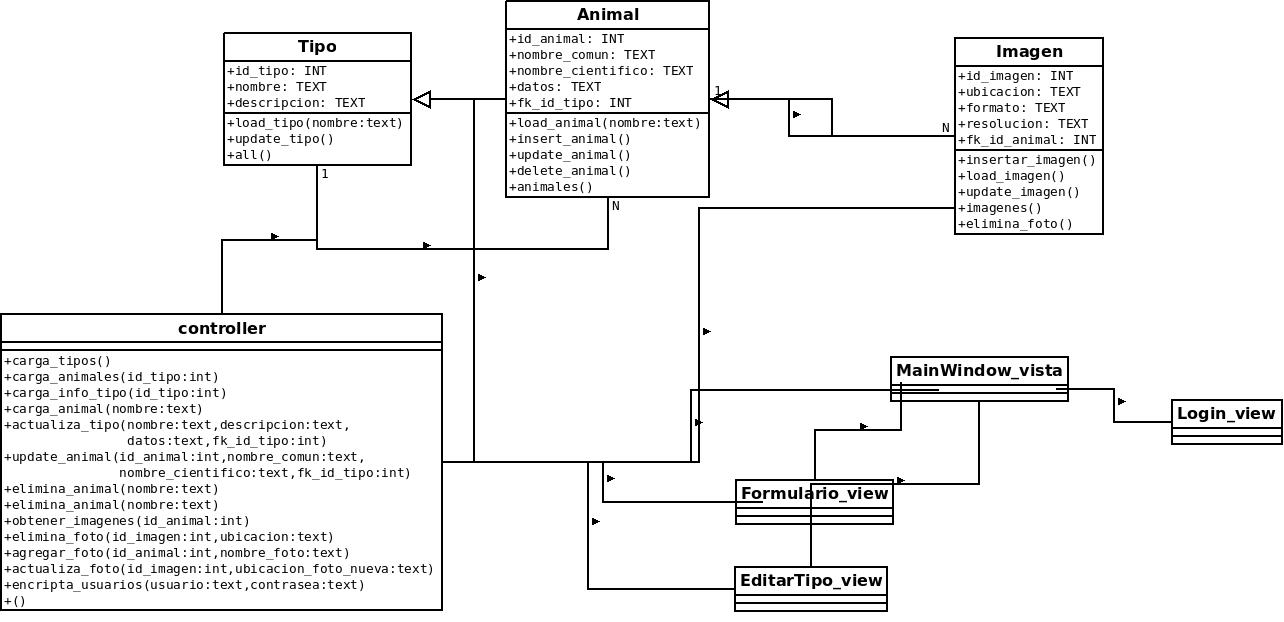 Tipo
+id_tipo: INT
+nombre: TEXT
+descripcion: TEXT
+load_tipo(nombre:text)
+update_tipo()
+all()
1
Animal
+id_animal: INT
+nombre_comun: TEXT
+nombre_cientifico: TEXT
+datos: TEXT
+fk_id_tipo: INT
+load_animal(nombre:text)
+insert_animal()
+update_animal()
+delete_animal()
+animales()
N
1
N
Imagen
+id_imagen: INT
+ubicacion: TEXT
+formato: TEXT
+resolucion: TEXT
+fk_id_animal: INT
+insertar_imagen()
+load_imagen()
+update_imagen()
+imagenes()
+elimina_foto()
controller
+carga_tipos()
+carga_animales(id_tipo:int)
+carga_info_tipo(id_tipo:int)
+carga_animal(nombre:text)
+actualiza_tipo(nombre:text,descripcion:text,
datos:text,fk_id_tipo:int)
+update_animal(id_animal:int,nombre_comun:text,
nombre_cientifico:text,fk_id_tipo:int)
+elimina_animal(nombre:text)
+elimina_animal(nombre:text)
+obtener_imagenes(id_animal:int)
+elimina_foto(id_imagen:int,ubicacion:text)
+agregar_foto(id_animal:int,nombre_foto:text)
+actualiza_foto(id_imagen:int,ubicacion_foto_nueva:text)
+encripta_usuarios(usuario:text,contrasea:text)
+()
MainWindow_vista
Login_view
Formulario_view
EditarTipo_view